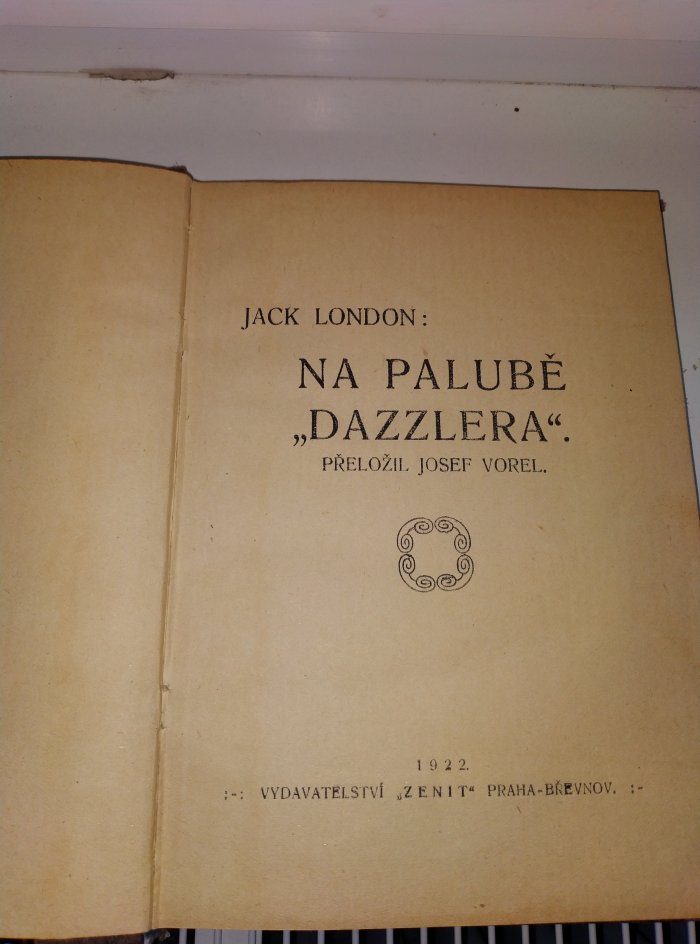 JACK LONDON:
NA PALUBĚ
„DAZZLERA“.
PŘELOŽIL JOSEF VOREL.
1922.
:-: VYDAVATELSTVÍ „ZENIT“ PRAHA-BŘEVNOV. :-